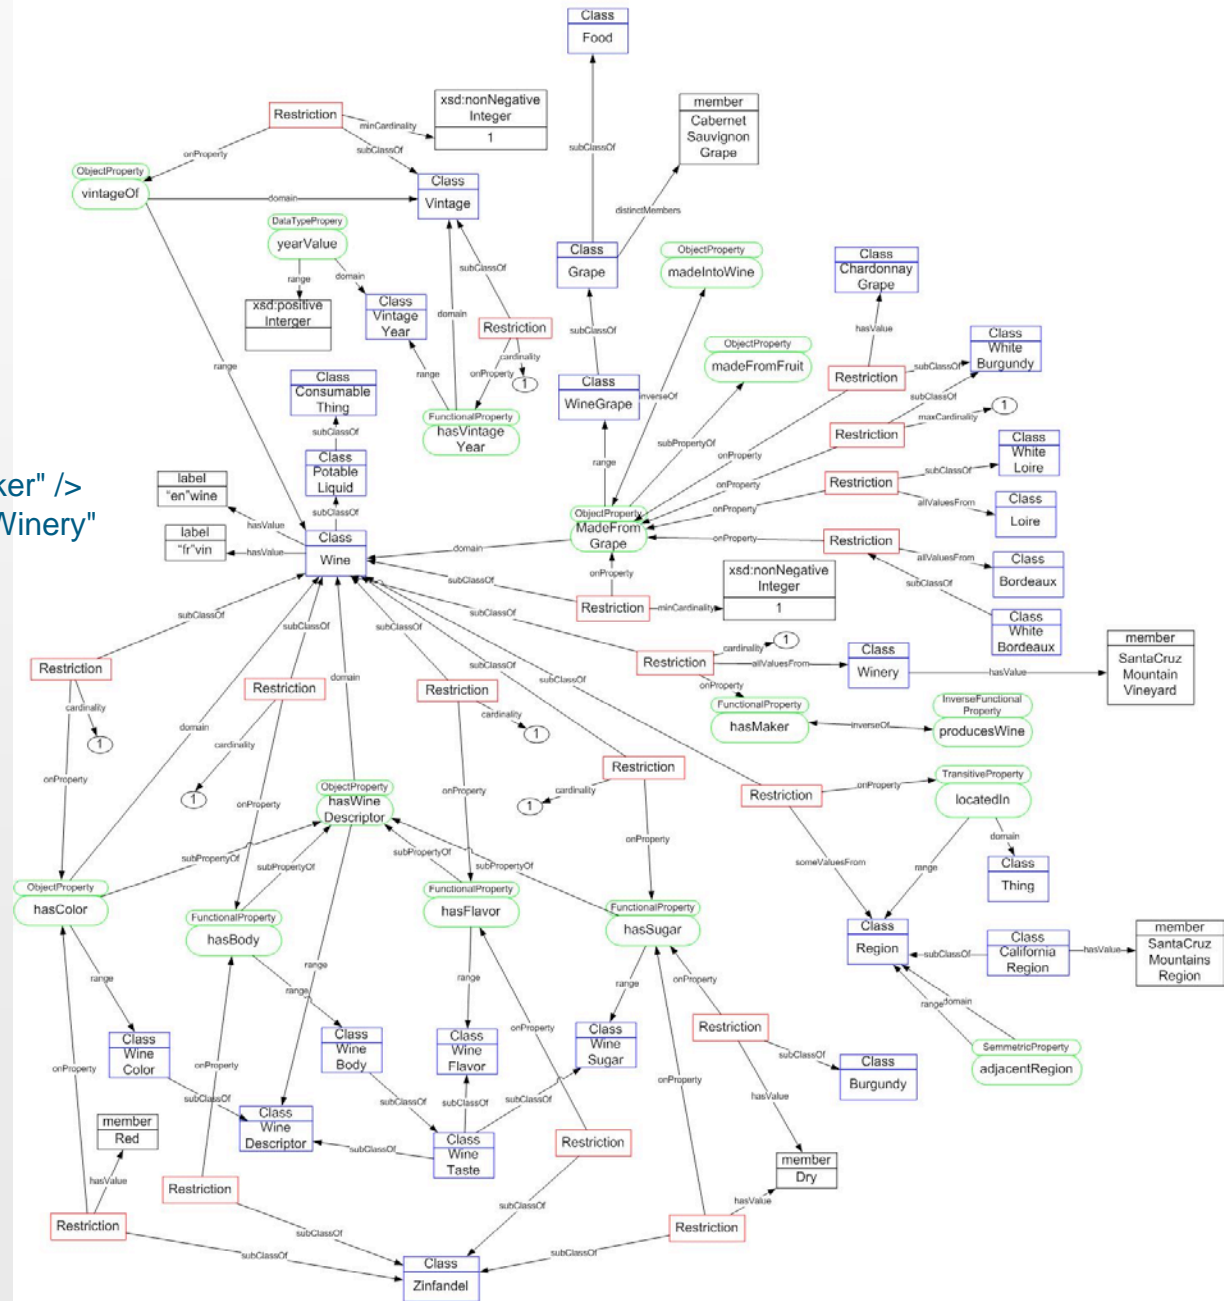 Class
Food
xsd:nonNegative
Integer
1
member
Cabernet
Sauvignon
Grape
Restriction
minCardinality
subClassOf
onProperty
subClassOf
ObjectProperty
vintageOf
Class
Vintage
domain
distinctMembers
DataTypePropery
yearValue
ObjectProperty
madeIntoWine
Class
Grape
Class
Chardonnay
Grape
subClassOf
range
domain
xsd:positive
Interger
Class
Vintage
Year
domain
Restriction
cardinality
1
subClassOf
hasValue
ObjectProperty
madeFromFruit
Class
White
Burgundy
range
range
onProperty
Class
Consumable
Thing
Class
WineGrape
inverseOf
Restriction
subClassOf
subClassOf
maxCardinality
1
FunctionalProperty
hasVintage
Year
subClassOf
subPropertyOf
onProperty
Restriction
Class
White
Loire
Class
Potable
Liquid
range
onProperty
subClassOf
Restriction
allValuesFrom
Class
Loire
ker" />
Winery"
label
"en"wine
hasValue
subClassOf
onProperty
ObjectProperty
MadeFrom
Grape
label
"fr"vin
hasValue
Class
Wine
domain
onProperty
Restriction
allValuesFrom
Class
Bordeaux
subClassOf
onProperty
xsd:nonNegative
Integer
1
subClassOf
Restriction
minCardinality
Class
White
Bordeaux
subClassOf
subClassOf
subClassOf
subClassOf
cardinality
1
member
SantaCruz
Mountain
Vineyard
Restriction
Restriction
allValuesFrom
Class
Winery
hasValue
domain
subClassOf
subClassOf
onProperty
Restriction
Restriction
cardinality
1
domain
cardinality
cardinality
1
FunctionalProperty
hasMaker
inverseOf
InverseFunctional
Property
producesWine
onProperty
1
ObjectProperty
hasWine
Descriptor
onProperty
onProperty
Restriction
cardinality
1
Restriction
onProperty
TransitiveProperty
locatedIn
onProperty
domain
subPropertyOf
subPropertyOf
subPropertyOf
subPropertyOf
someValuesFrom
range
Class
Thing
ObjectProperty
hasColor
FunctionalProperty
hasBody
FunctionalProperty
hasFlavor
FunctionalProperty
hasSugar
Class
Region
subClassOf
Class
California
Region
hasValue
member
SantaCruz
Mountains
Region
range
range
range
range
range
onProperty
range
domain
Class
Wine
Color
Class
Wine
Body
Class
Wine
Flavor
onProperty
Class
Wine
Sugar
Restriction
subClassOf
Class
Burgundy
SemmetricProperty
adjacentRegion
onProperty
onProperty
onProperty
subClassOf
subClassOf
subClassOf
subClassOf
hasValue
member
Red
Class
Wine
Descriptor
subClassOf
Class
Wine
Taste
Restriction
member
Dry
hasValue
Restriction
subClassOf
hasValue
Restriction
subClassOf
subClassOf
subClassOf
Restriction
Class
Zinfandel